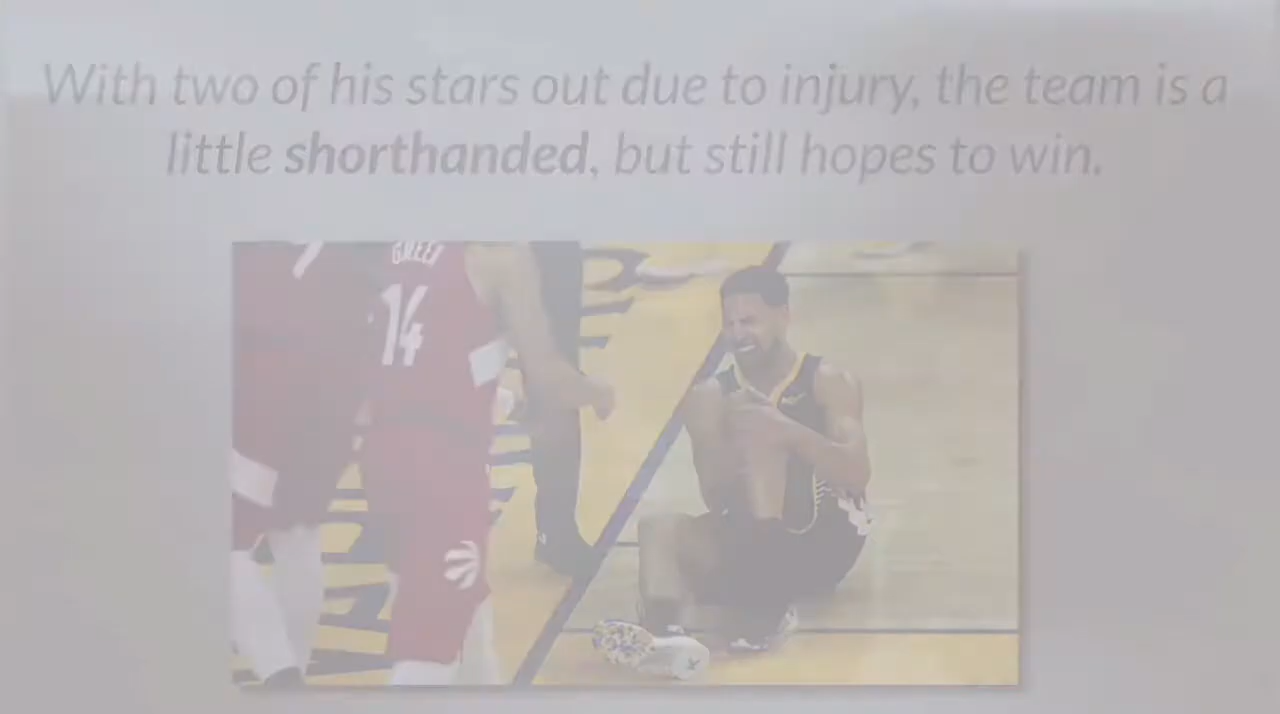 With two of his stars out due to injury, the team is a
little shorthanded, but still hopes to win.
GREEN
14